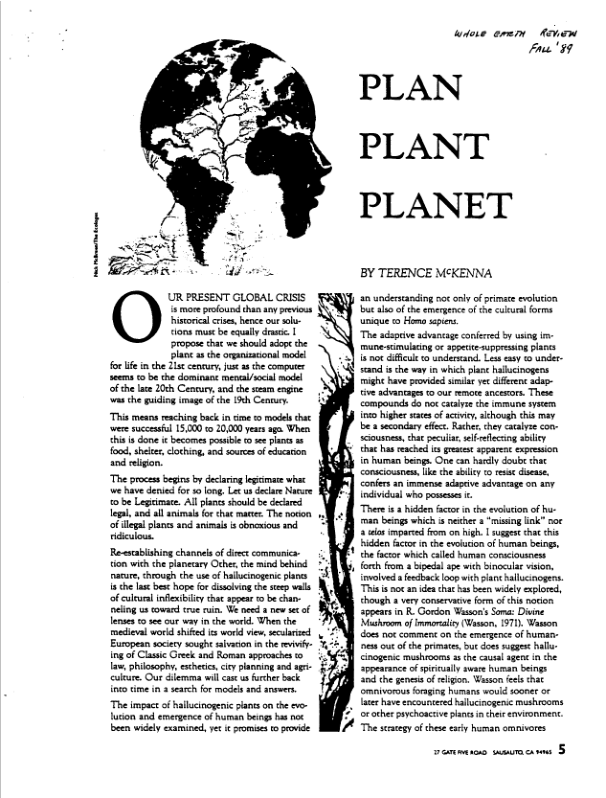 WHOLE EARTH REVIEW
FALL '89
PLAN
PLANT
PLANET
BY TERENCE McKENNA
OUR PRESENT GLOBAL CRISIS
is more profound than any previous
historical crises, hence our solu-
tions must be equally drastic. I
propose that we should adopt the
plant as the organizational model
for life in the 21st century, just as the computer
seems to be the dominant mental/social model
of the late 20th Century, and the steam engine
was the guiding image of the 19th Century.
This means reaching back in time to models that
were successful 15,000 to 20,000 years ago. When
this is done it becomes possible to see plants as
food, shelter, clothing, and sources of education
and religion.
The process begins by declaring legitimate what
we have denied for so long. Let us declare Nature
to be Legitimate. All plants should be declared
legal, and all animals for that matter. The notion
of illegal plants and animals is obnoxious and
ridiculous.
Re-establishing channels of direct communica-
tion with the planetary Other, the mind behind
nature, through the use of hallucinogenic plants
is the last best hope for dissolving the steep walls
of cultural inflexibility that appear to be chan-
neling us toward true ruin. We need a new set of
lenses to see our way in the world. When the
medieval world shifted its world view, secularized
European society sought salvation in the revivify-
ing of Classic Greek and Roman approaches to
law, philosophy, esthetics, city planning and agri-
culture. Our dilemma will cast us further back
into time in a search for models and answers.
The impact of hallucinogenic plants on the evo-
lution and emergence of human beings has not
been widely examined, yet it promises to provide
an understanding not only of primate evolution
but also of the emergence of the cultural forms
unique to Homo sapiens.
The adaptive advantage conferred by using im-
mune-stimulating or appetite-suppressing plants
is not difficult to understand. Less easy to under-
stand is the way in which plant hallucinogens
might have provided similar yet different adap-
tive advantages to our remote ancestors. These
compounds do not catalyze the immune system
into higher states of activity, although this may
be a secondary effect. Rather, they catalyze con-
sciousness, that peculiar, self-reflecting ability
that has reached its greatest apparent expression
in human beings. One can hardly doubt that
consciousness, like the ability to resist disease,
confers an immense adaptive advantage on any
individual who possesses it.
There is a hidden factor in the evolution of hu-
man beings which is neither a "missing link" nor
a telos imparted from on high. I suggest that this
hidden factor in the evolution of human beings,
the factor which called human consciousness
forth from a bipedal ape with binocular vision,
involved a feedback loop with plant hallucinogens.
This is not an idea that has been widely explored,
though a very conservative form of this notion
appears in R. Gordon Wasson's Soma: Divine
Mushroom of Immortality (Wasson, 1971). Wasson
does not comment on the emergence of human-
ness out of the primates, but does suggest hallu-
cinogenic mushrooms as the causal agent in the
appearance of spiritually aware human beings
and the genesis of religion. Wasson feels that
omnivorous foraging humans would sooner or
later have encountered hallucinogenic mushrooms
or other psychoactive plants in their environment.
The strategy of these early human omnivores
27 GATE FIVE ROAD SAUSALITO, CA 94965 5